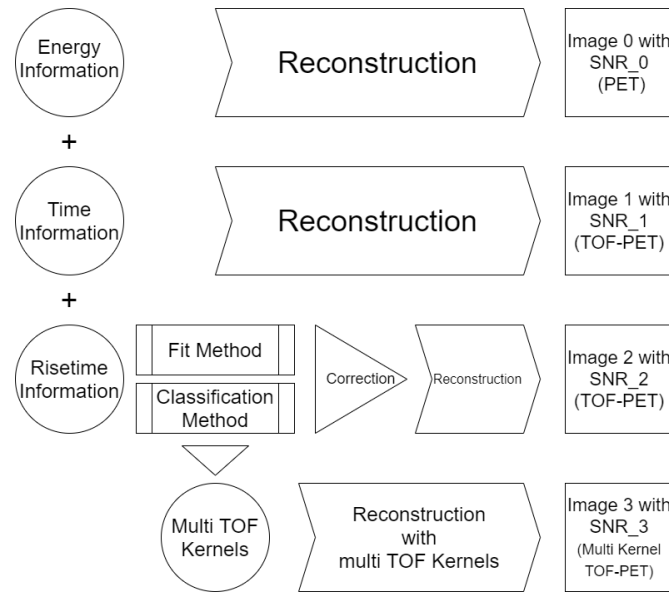 Energy
Information
Reconstruction
Image 0 with
SNR_0
(PET)
+
Time
Information
Reconstruction
Image 1 with
SNR_1
(TOF-PET)
+
Risetime
Information
Fit Method
Classification
Method
Correction
Reconstruction
Image 2 with
SNR_2
(TOF-PET)
Multi TOF
Kernels
Reconstruction
with
multi TOF Kernels
Image 3 with
SNR_3
(Multi Kernel
TOF-PET)